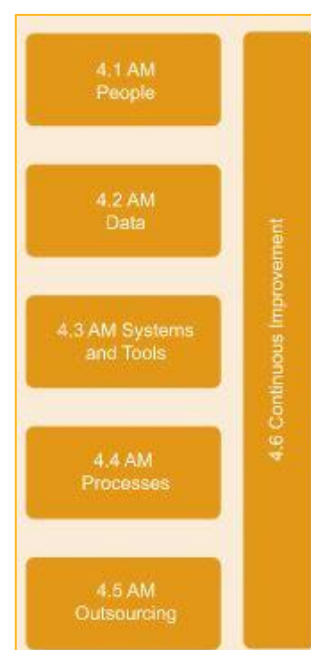 4.1 AM
People
4.2 AM
Data
4.3 AM Systems
and Tools
4.4 AM
Processes
4.5 AM
Outsourcing
4.6 Continuous Improvement